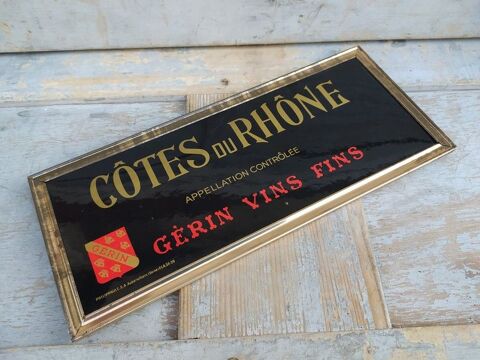 CÔTES DU RHÔNE
APPELLATION CONTRÔLÉE
GÉRIN VINS FINS
GERIN